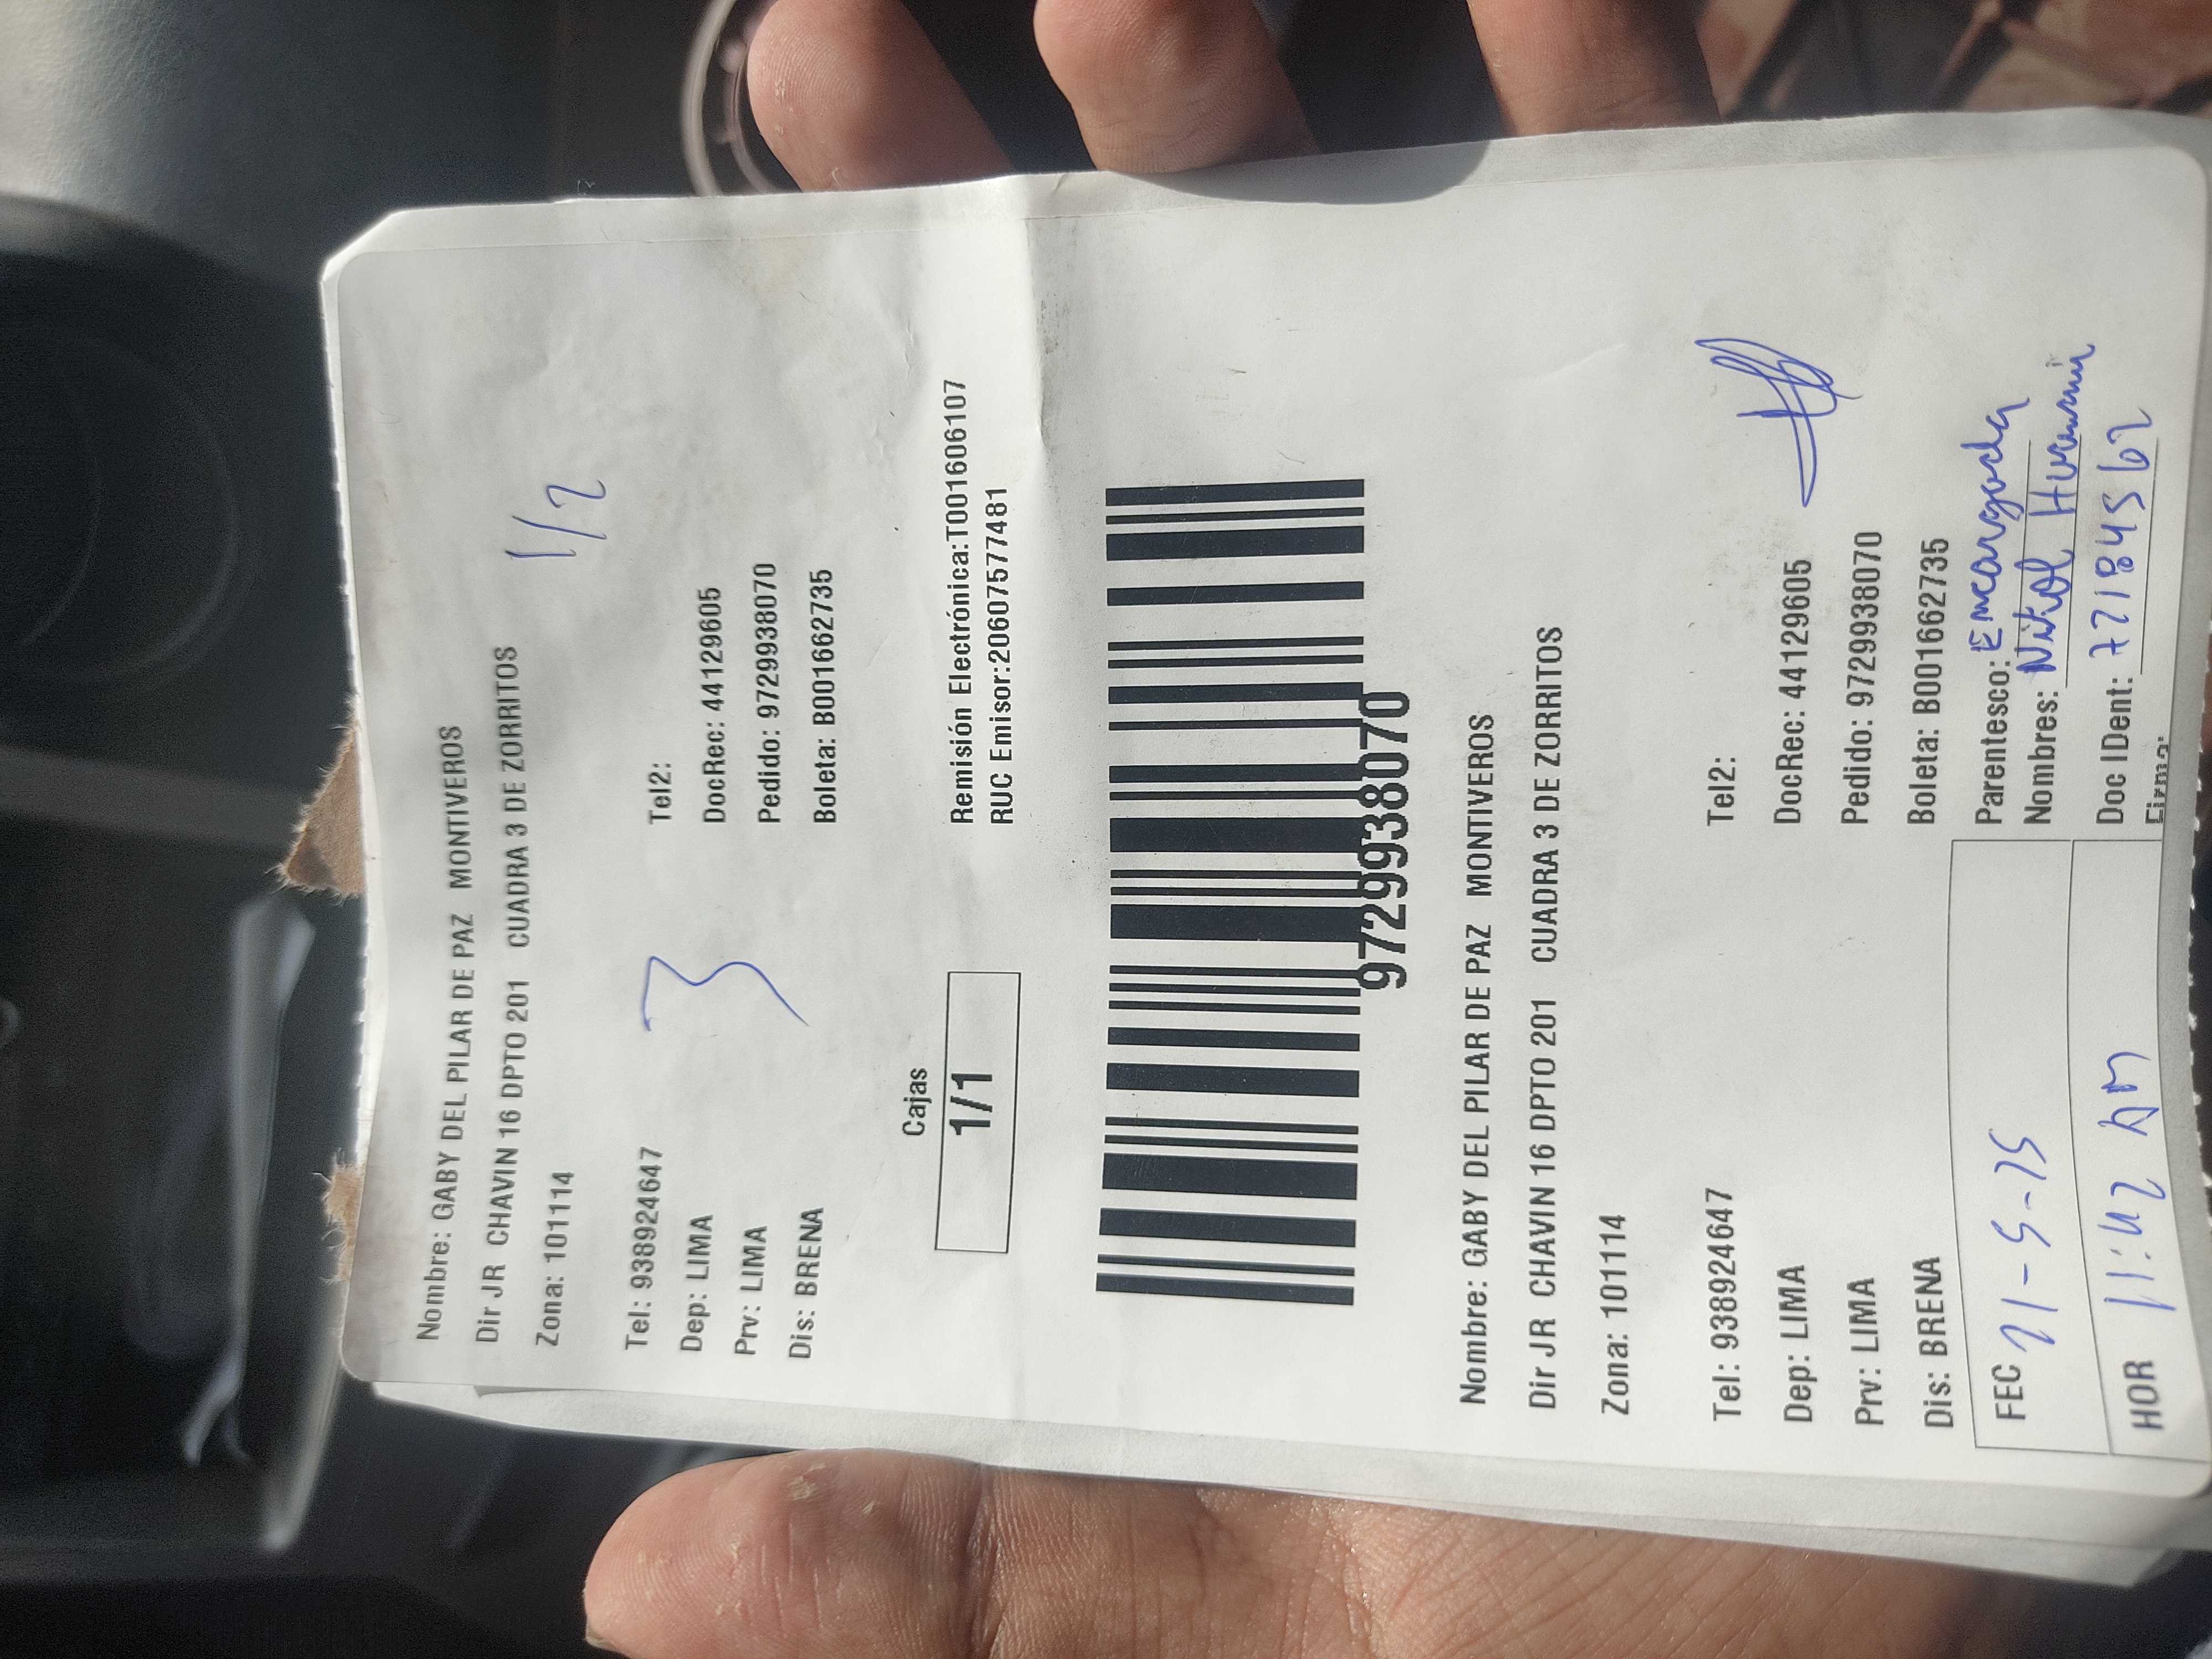 Nombre: GABY DEL PILAR DE PAZ MONTIVEROS
Dir JR CHAVIN 16 DPTO 201 CUADRA 3 DE ZORRITOS
Zona: 101114
1/2
Tel: 938924647 Tel2:
Dep: LIMA DocRec: 44129605
Prv: LIMA Pedido: 9729938070
Dis: BRENA Boleta: B001662735
3
Cajas
1/1
Remisión Electrónica:T001606107
RUC Emisor:20607577481
9729938070
Nombre: GABY DEL PILAR DE PAZ MONTIVEROS
Dir JR CHAVIN 16 DPTO 201 CUADRA 3 DE ZORRITOS
Zona: 101114
Tel: 938924647 Tel2:
Dep: LIMA DocRec: 44129605
Prv: LIMA Pedido: 9729938070
Dis: BRENA Boleta: B001662735
FEC 21-5-25 Parentesco: Encargada
Nombres: Nikol
HOR 11:42 AM Doc IDent: 72184562
Firma: